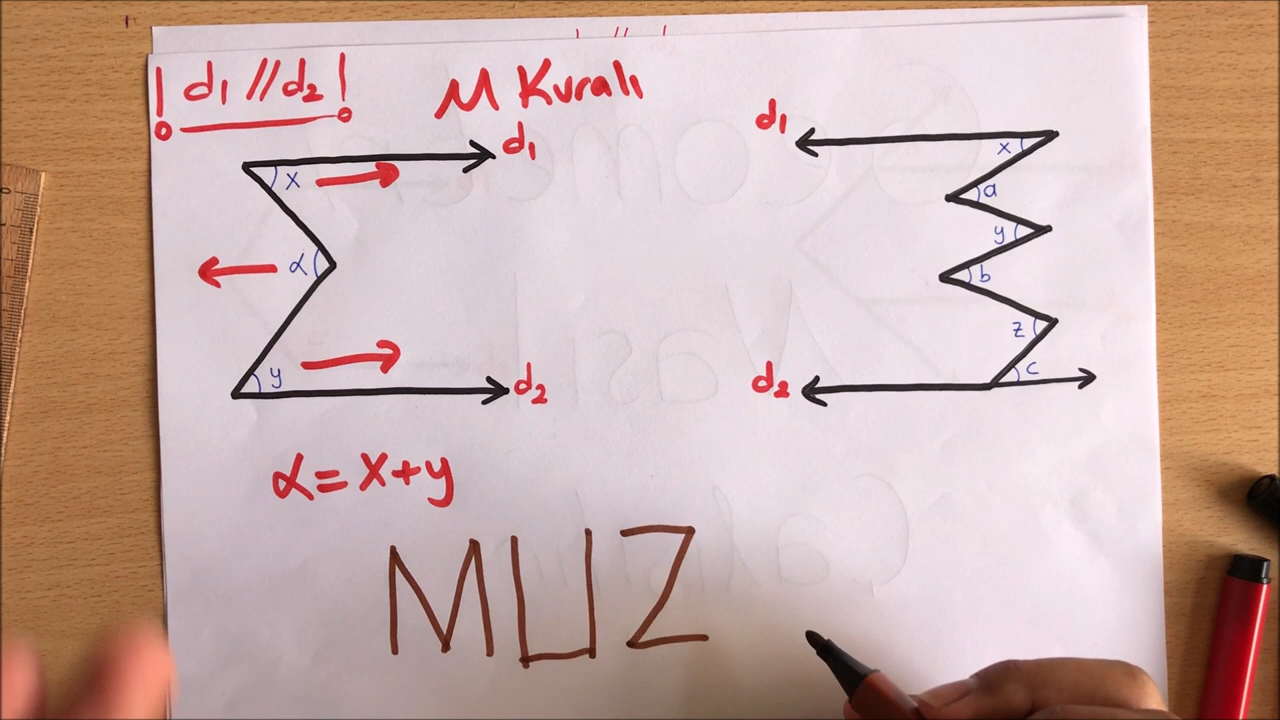 ! d1 // d2 !
M Kuralı
d1
x
α
y
d2
α = x + y
d1
x
a
y
b
z
c
d2
MUZ